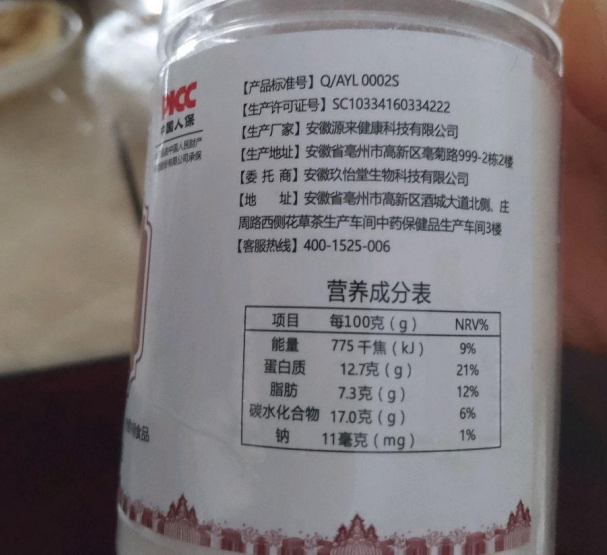 PICC
中国人保
【产品标准号】Q/AYL 0002S
【生产许可证号】SC10334160334222
【生产厂家】安徽源来健康科技有限公司
【生产地址】安徽省亳州市高新区亳菊路999-2栋2楼
【委 托 商】安徽玖怡堂生物科技有限公司
【地 址】安徽省亳州市高新区酒城大道北侧、庄
周路西侧花草茶生产车间中药保健品生产车间3楼
【客服热线】400-1525-006
营养成分表
项目 每100克（g） NRV%
能量 775 千焦（kJ） 9%
蛋白质 12.7克（g） 21%
脂肪 7.3克（g） 12%
碳水化合物 17.0克（g） 6%
钠 11毫克（mg） 1%
食品